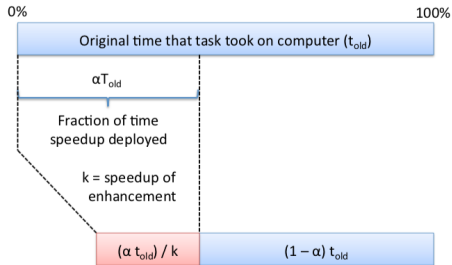 0% 100%
Original time that task took on computer (t_old)
αT_old
Fraction of time
speedup deployed
k = speedup of
enhancement
(α t_old) / k (1 – α) t_old